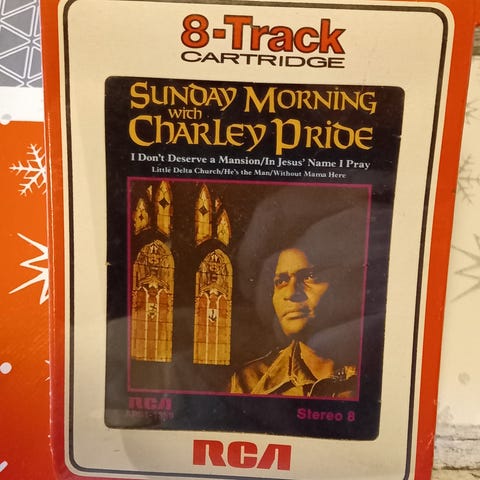 8-Track
CARTRIDGE
SUNDAY MORNING
with
CHARLEY PRIDE
I Don't Deserve a Mansion/In Jesus' Name I Pray
Little Delta Church/He's the Man/Without Mama Here
RCA
Stereo 8
RCA